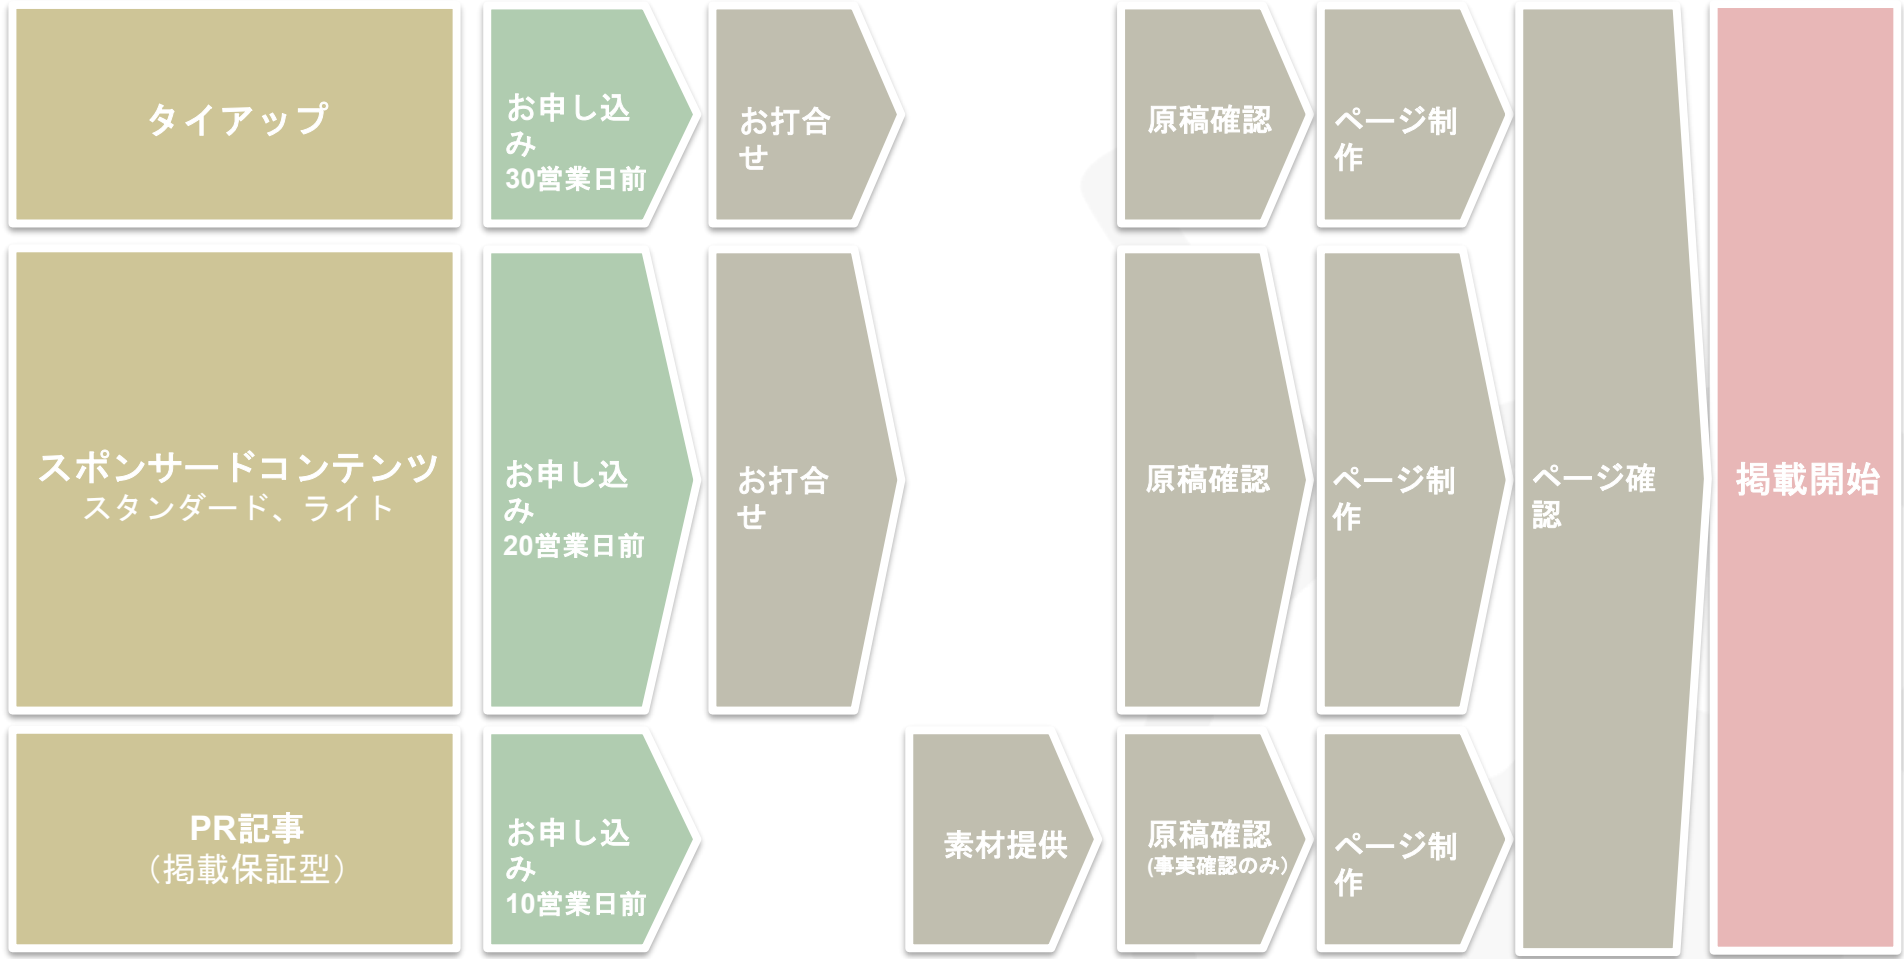 タイアップ
お申し込
み
30営業日前
お打合
せ
原稿確認
ページ制
作
スポンサードコンテンツ
スタンダード、ライト
お申し込
み
20営業日前
お打合
せ
原稿確認
ページ制
作
ページ確
認
掲載開始
PR記事
（掲載保証型）
お申し込
み
10営業日前
素材提供
原稿確認
(事実確認のみ）
ページ制
作